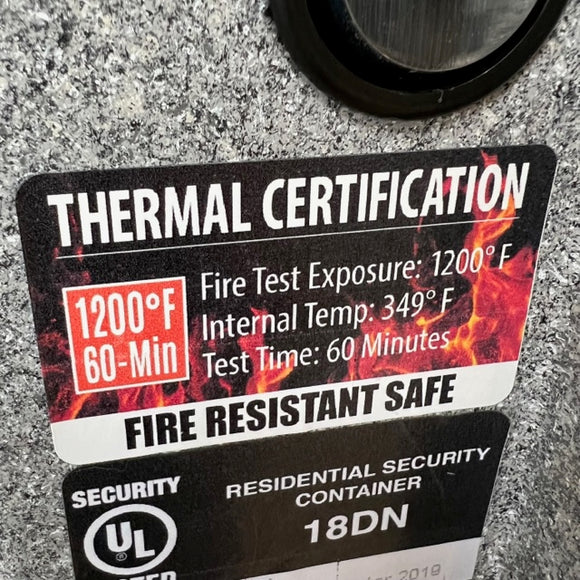 THERMAL CERTIFICATION
1200°F
60-Min
Fire Test Exposure: 1200° F
Internal Temp: 349° F
Test Time: 60 Minutes
FIRE RESISTANT SAFE
SECURITY
UL ®
RESIDENTIAL SECURITY
CONTAINER
18DN
2019